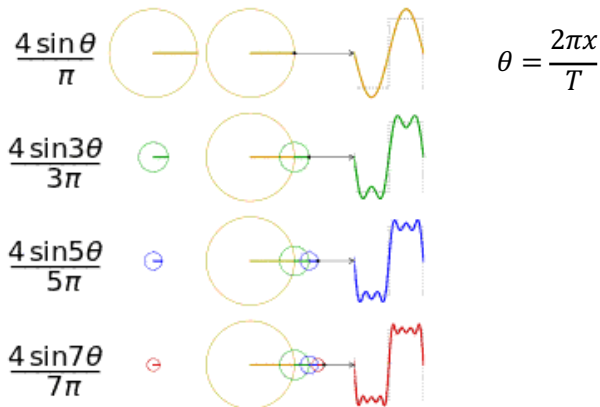 4 sin θ / π
θ = 2πx / T
4 sin3θ / 3π
4 sin5θ / 5π
4 sin7θ / 7π